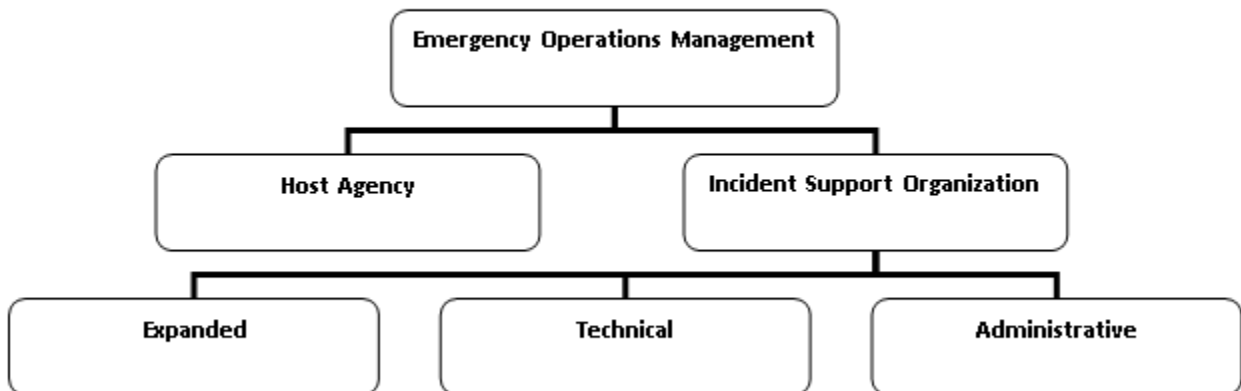 Emergency Operations Management
Host Agency
Incident Support Organization
Expanded
Technical
Administrative